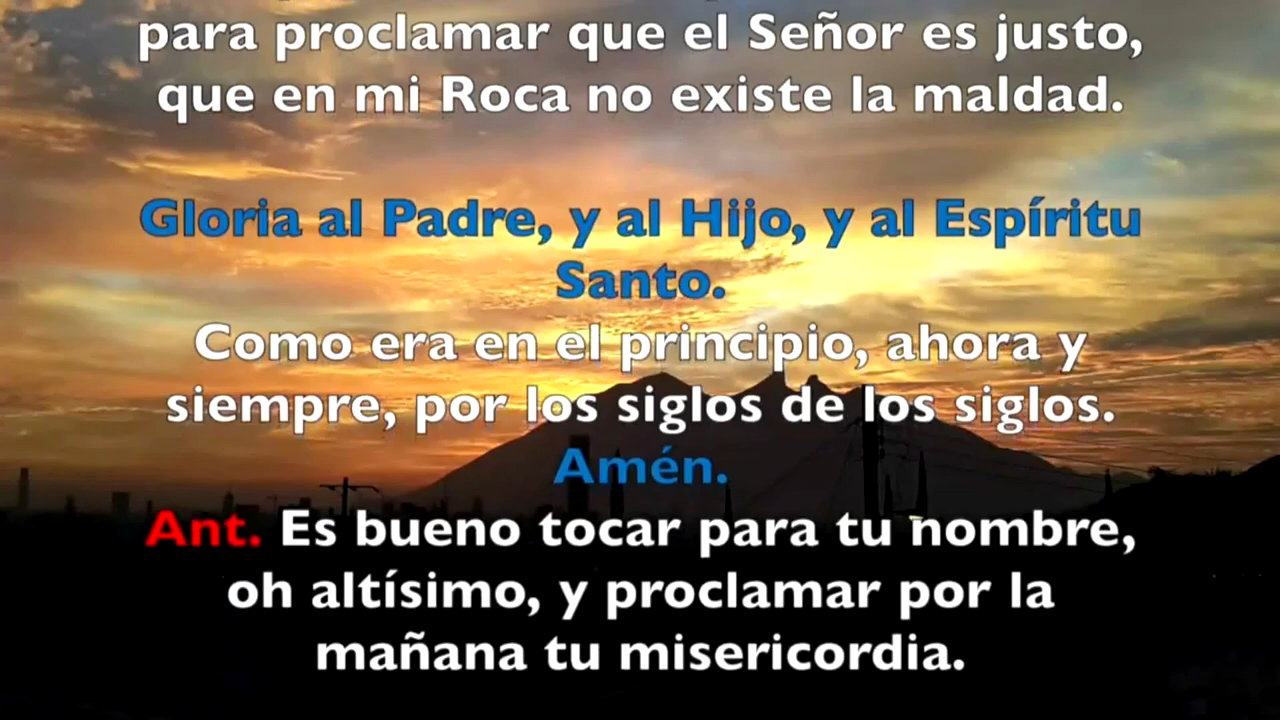 para proclamar que el Señor es justo,
que en mi Roca no existe la maldad.
Gloria al Padre, y al Hijo, y al Espíritu
Santo.
Como era en el principio, ahora y
siempre, por los siglos de los siglos.
Amén.
Ant. Es bueno tocar para tu nombre,
oh altísimo, y proclamar por la
mañana tu misericordia.